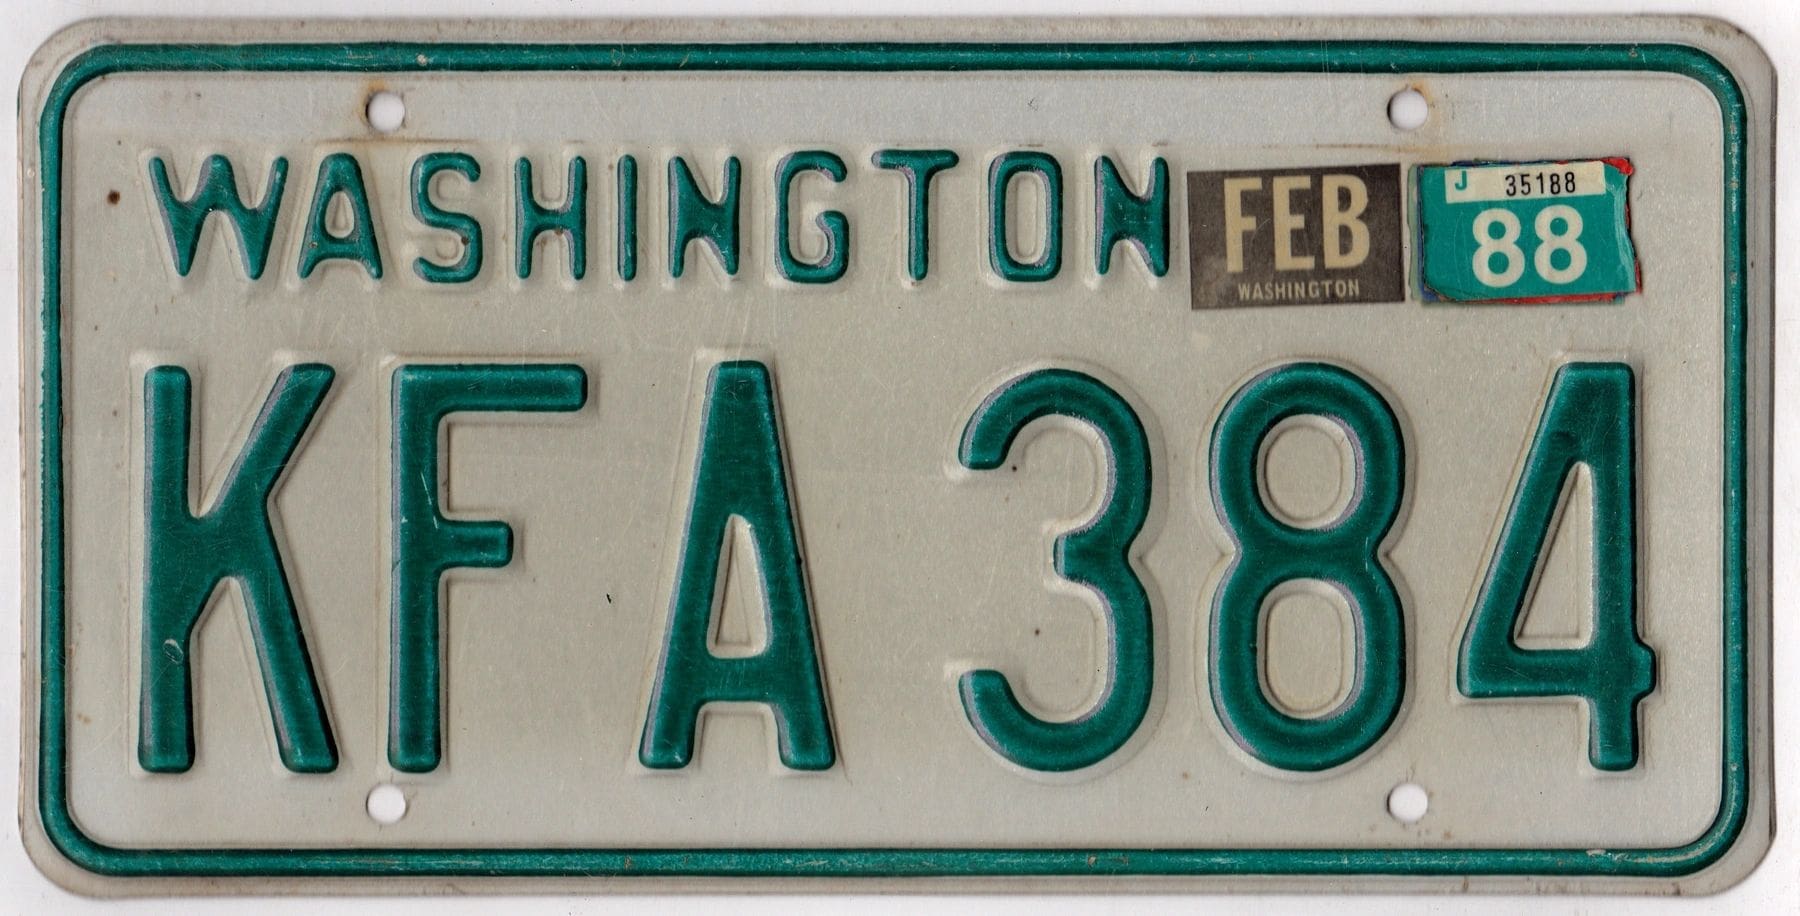 WASHINGTON
FEB
WASHINGTON
J 35188
88
KFA 384